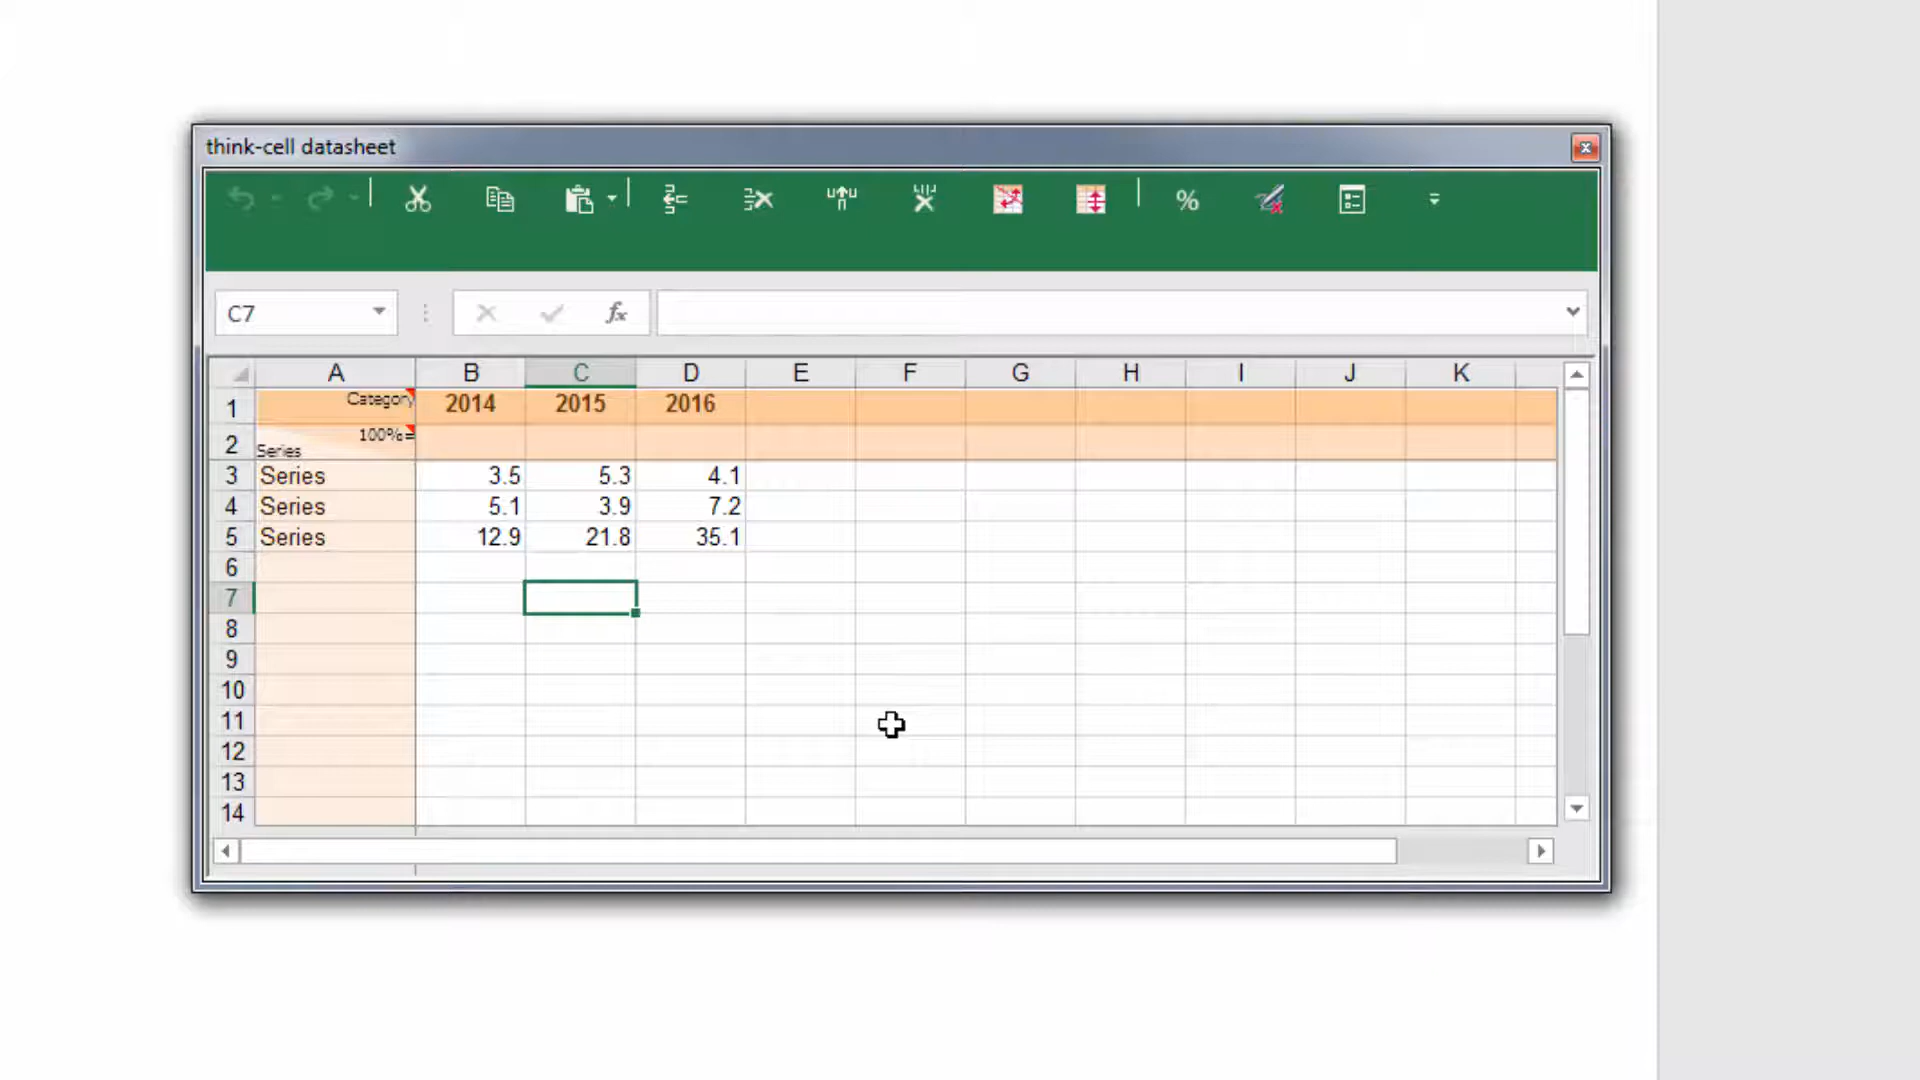 think-cell datasheet
%
C7 fx
A B C D E F G H I J K
1 Category 2014 2015 2016
2 100%=
Series
3 Series 3.5 5.3 4.1
4 Series 5.1 3.9 7.2
5 Series 12.9 21.8 35.1
6
7
8
9
10
11
12
13
14